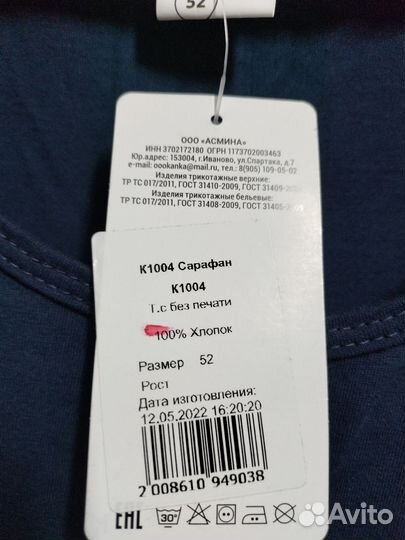 52
ООО «АСМИНА»
ИНН 3702172180 ОГРН 1173702003463
Юр.адрес: 153004, г.Иваново, ул.Спартака, д.7
e-mail: oookanka@mail.ru, тел.: 8(905) 109-05-02
Изделия трикотажные верхние:
ТР ТС 017/2011, ГОСТ 31410-2009, ГОСТ 31409-2009
Изделия трикотажные бельевые:
ТР ТС 017/2011, ГОСТ 31408-2009, ГОСТ 31405-2009
К1004 Сарафан
К1004
Т.с без печати
100% Хлопок
Размер 52
Рост
Дата изготовления:
12.05.2022 16:20:20
2 008610 949038
EAC 30°
Avito